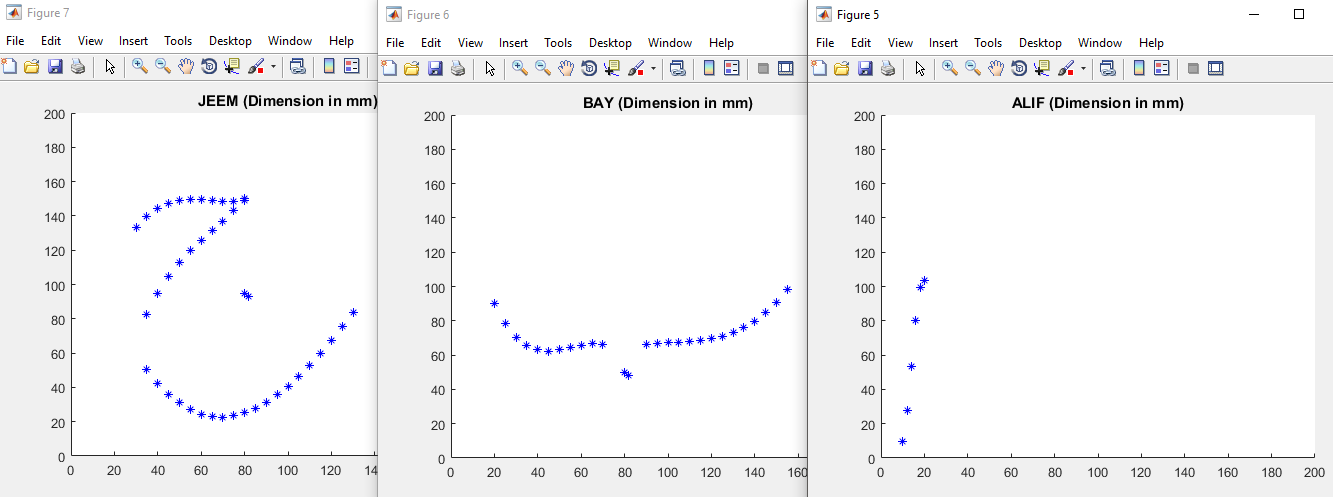 Figure 7
File Edit View Insert Tools Desktop Window Help
JEEM (Dimension in mm)
200
180
160
140
120
100
80
60
40
20
0
0 20 40 60 80 100 120
Figure 6
File Edit View Insert Tools Desktop Window Help
BAY (Dimension in mm)
200
180
160
140
120
100
80
60
40
20
0
0 20 40 60 80 100 120 140 160
Figure 5
File Edit View Insert Tools Desktop Window Help
ALIF (Dimension in mm)
200
180
160
140
120
100
80
60
40
20
0
0 20 40 60 80 100 120 140 160 180 200